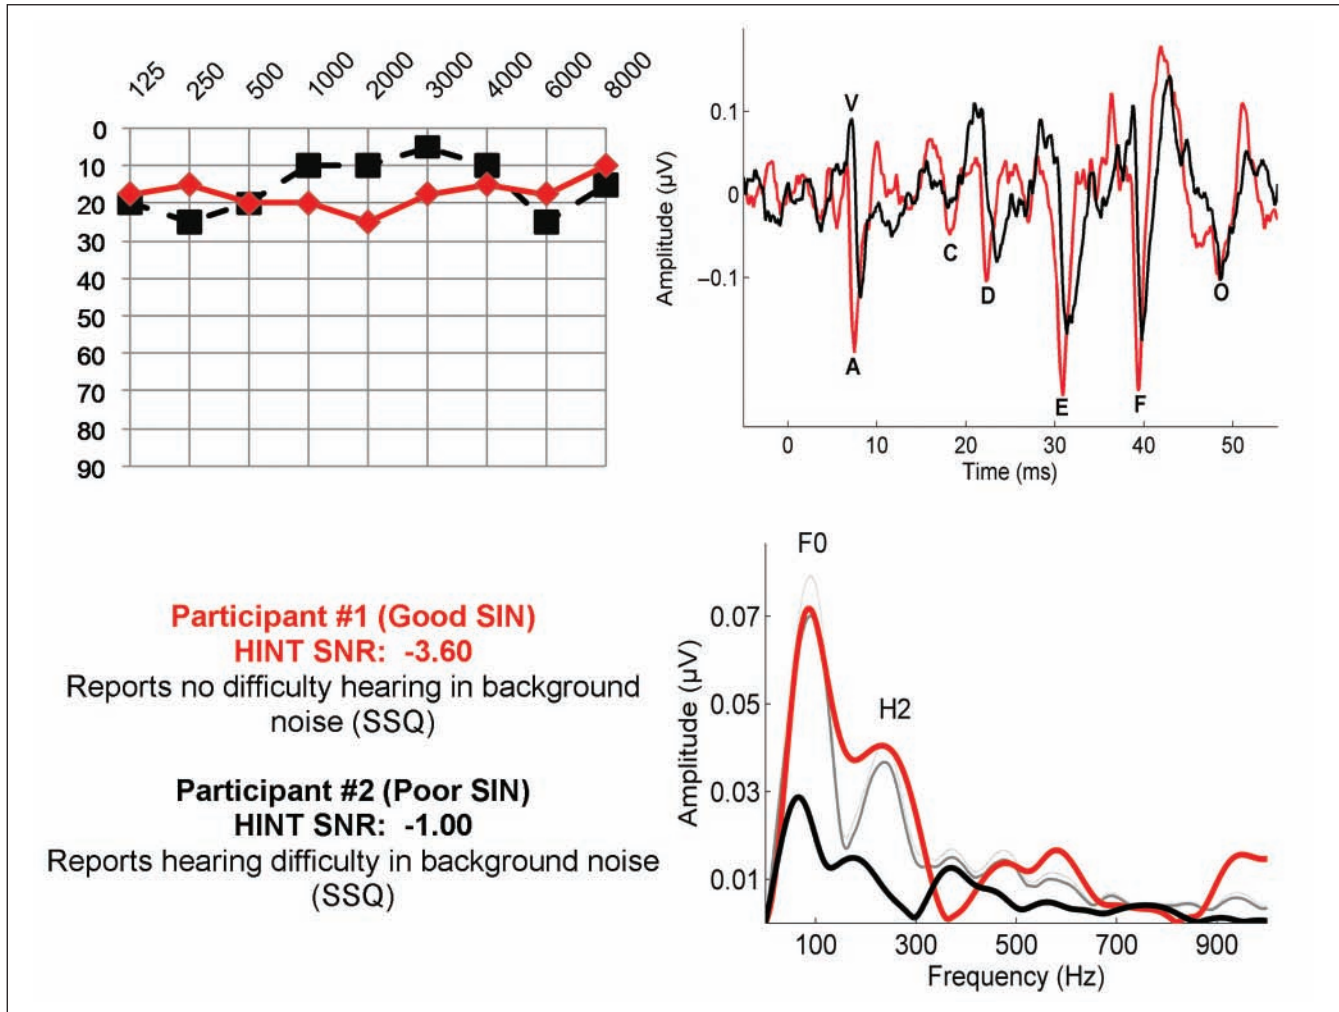 125 250 500 1000 2000 3000 4000 6000 8000
0
10
20
30
40
50
60
70
80
90
Amplitude (µV)
0.1
0
−0.1
V
A
C
D
E
F
O
0 10 20 30 40 50
Time (ms)
Participant #1 (Good SIN)
HINT SNR: -3.60
Reports no difficulty hearing in background
noise (SSQ)
Participant #2 (Poor SIN)
HINT SNR: -1.00
Reports hearing difficulty in background noise
(SSQ)
F0
H2
Amplitude (µV)
0.07
0.05
0.03
0.01
100 300 500 700 900
Frequency (Hz)